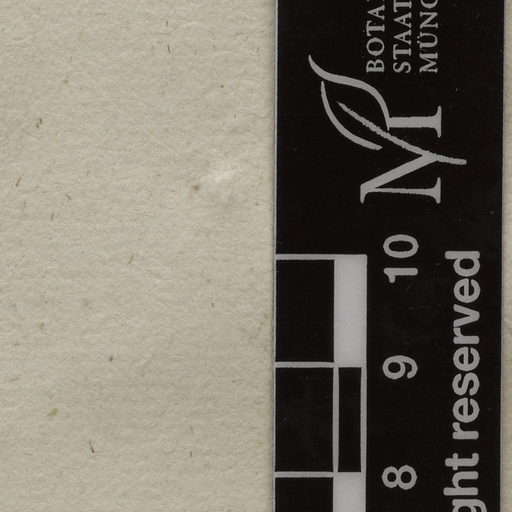 BOTA
STAAT
MÜNC
M
10
9
8
ght reserved